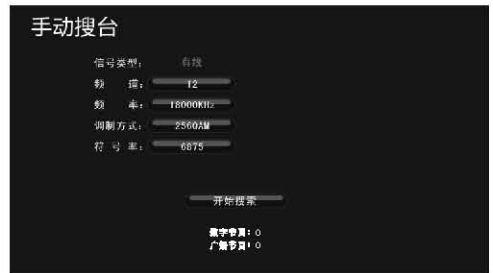 手动搜台
信号类型： 有线
频 道： 12
频 率： 18000KHz
调制方式： 256QAM
符 号 率： 6875
开始搜索
数字节目：0
广播节目：0